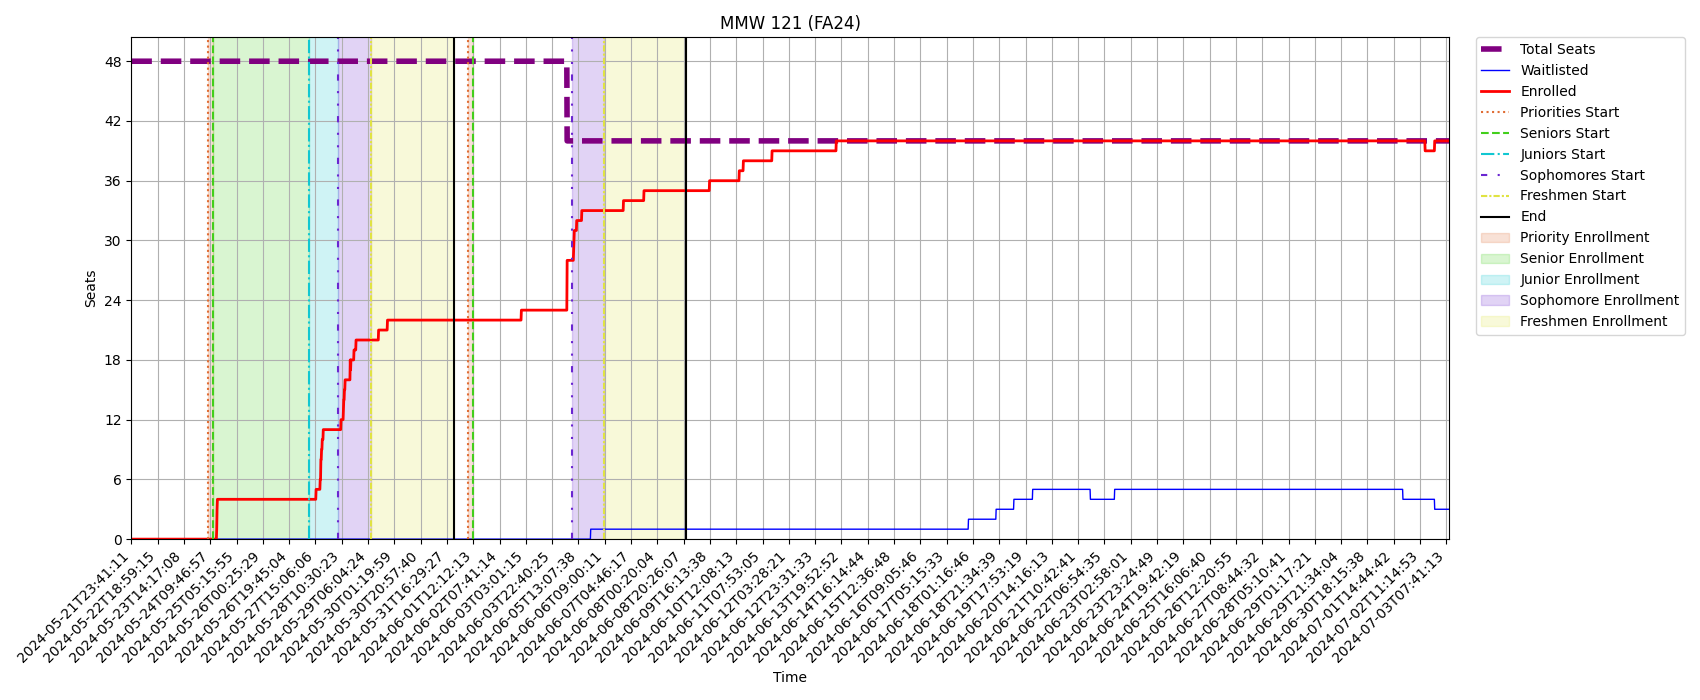 MMW 121 (FA24)
Total Seats
Waitlisted
Enrolled
Priorities Start
Seniors Start
Juniors Start
Sophomores Start
Freshmen Start
End
Priority Enrollment
Senior Enrollment
Junior Enrollment
Sophomore Enrollment
Freshmen Enrollment
Seats
48
42
36
30
24
18
12
6
0
2024-05-21T23:41:11
2024-05-22T18:59:15
2024-05-23T14:17:08
2024-05-24T09:46:57
2024-05-25T05:15:55
2024-05-26T00:25:29
2024-05-26T19:45:04
2024-05-27T15:06:06
2024-05-28T10:30:23
2024-05-29T06:04:24
2024-05-30T01:19:59
2024-05-30T20:57:40
2024-05-31T16:29:27
2024-06-01T12:12:13
2024-06-02T07:41:14
2024-06-03T03:01:15
2024-06-03T22:40:25
2024-06-05T13:07:38
2024-06-06T09:00:11
2024-06-07T04:46:17
2024-06-08T00:20:04
2024-06-08T20:26:07
2024-06-09T16:13:38
2024-06-10T12:08:13
2024-06-11T07:53:05
2024-06-12T03:28:21
2024-06-12T23:31:33
2024-06-13T19:52:52
2024-06-14T16:14:44
2024-06-15T12:36:48
2024-06-16T09:05:46
2024-06-17T05:15:33
2024-06-18T01:16:46
2024-06-18T21:34:39
2024-06-19T17:53:19
2024-06-20T14:16:13
2024-06-21T10:42:41
2024-06-22T06:54:35
2024-06-23T02:58:01
2024-06-23T23:24:49
2024-06-24T19:42:19
2024-06-25T16:06:40
2024-06-26T12:20:55
2024-06-27T08:44:32
2024-06-28T05:10:41
2024-06-29T01:17:21
2024-06-29T21:34:04
2024-06-30T18:15:38
2024-07-01T14:44:42
2024-07-02T11:14:53
2024-07-03T07:41:13
Time